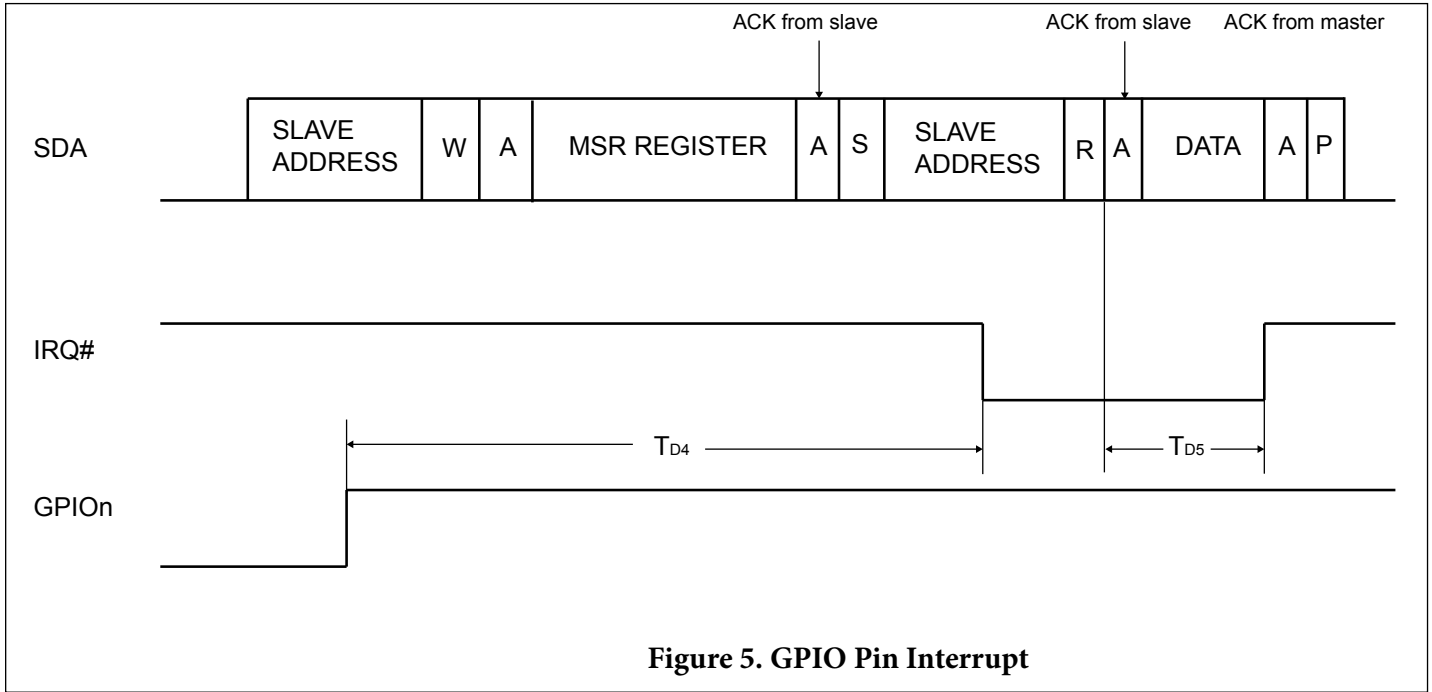 ACK from slave ACK from slave ACK from master
SDA SLAVE ADDRESS W A MSR REGISTER A S SLAVE ADDRESS R A DATA A P
IRQ#
TD4 TD5
GPIOn
Figure 5. GPIO Pin Interrupt